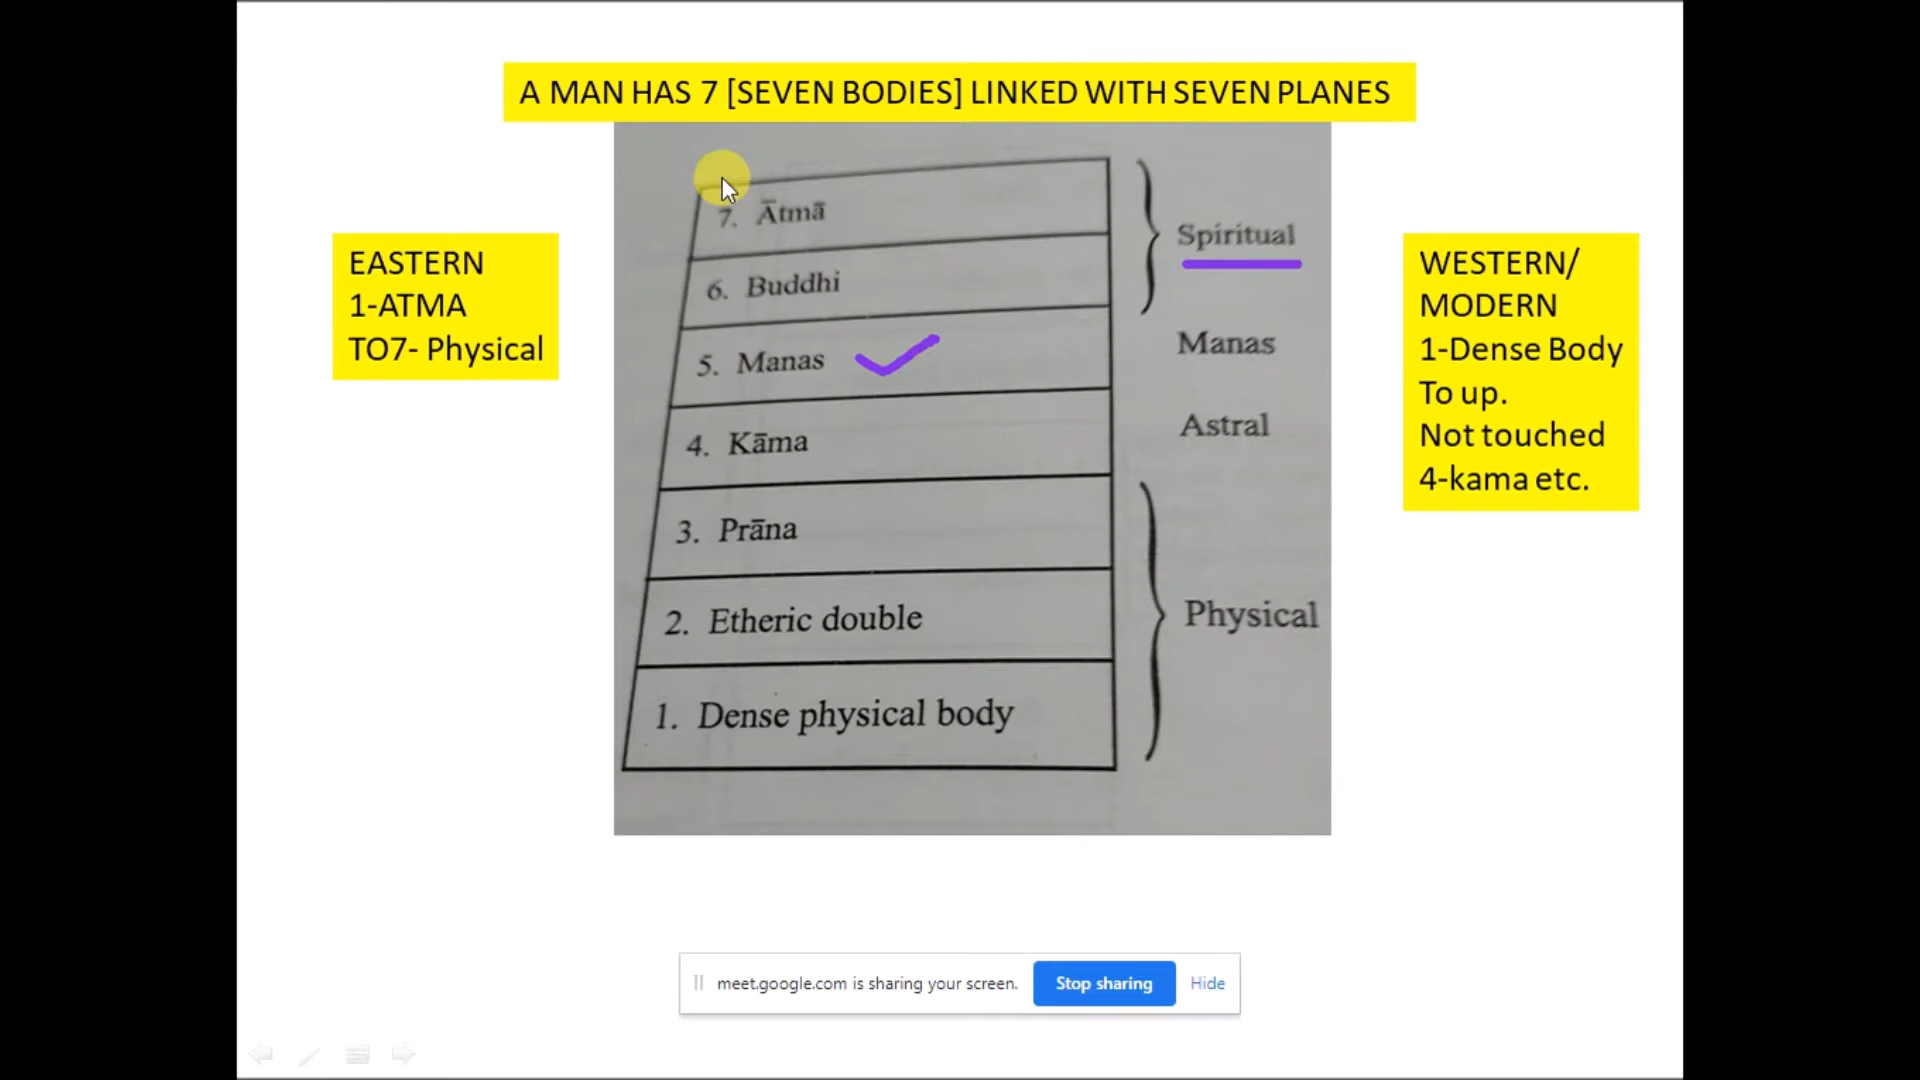 A MAN HAS 7 [SEVEN BODIES] LINKED WITH SEVEN PLANES
EASTERN
1-ATMA
TO7- Physical
7. Ātmā
6. Buddhi
5. Manas
4. Kāma
3. Prāna
2. Etheric double
1. Dense physical body
Spiritual
Manas
Astral
Physical
WESTERN/
MODERN
1-Dense Body
To up.
Not touched
4-kama etc.
meet.google.com is sharing your screen.
Stop sharing
Hide